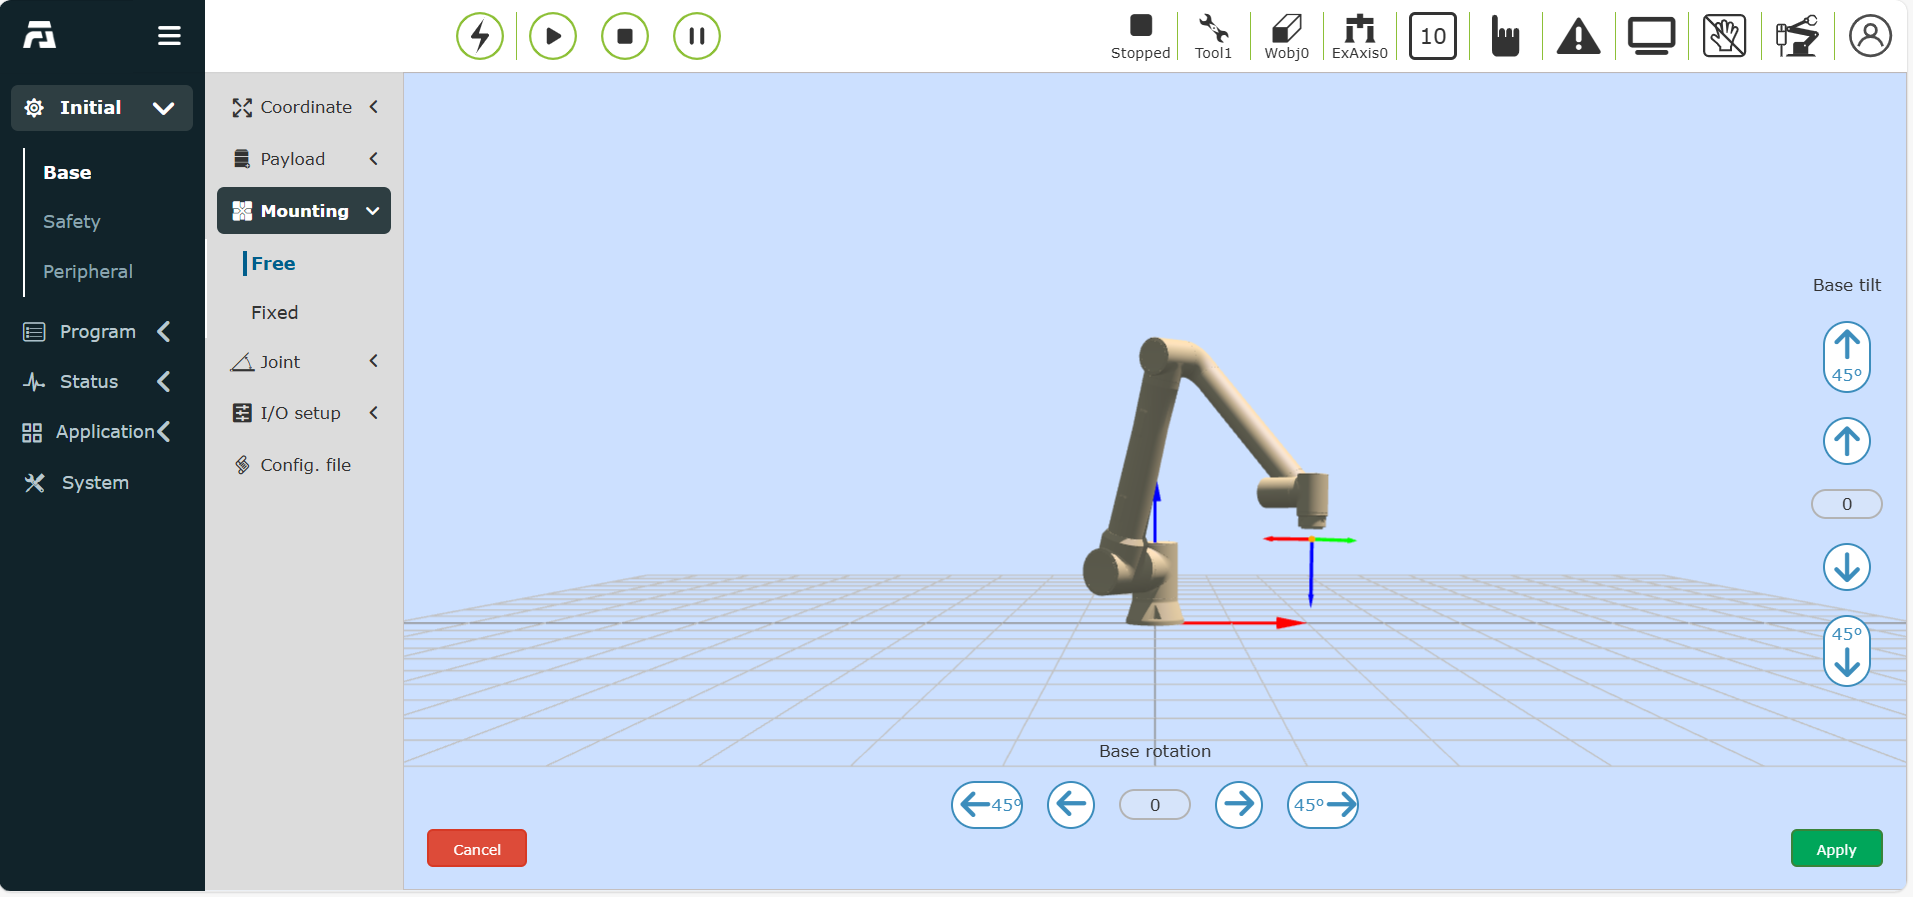 Stopped
Tool1
Wobj0
ExAxis0
10
Initial
Base
Safety
Peripheral
Program
Status
Application
System
Coordinate
Payload
Mounting
Free
Fixed
Joint
I/O setup
Config. file
Base tilt
45°
0
45°
Base rotation
45°
0
45°
Cancel
Apply